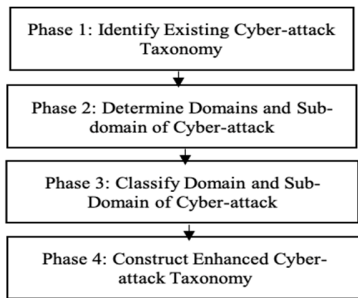 Phase 1: Identify Existing Cyber-attack
Taxonomy
Phase 2: Determine Domains and Sub-
domain of Cyber-attack
Phase 3: Classify Domain and Sub-
Domain of Cyber-attack
Phase 4: Construct Enhanced Cyber-
attack Taxonomy